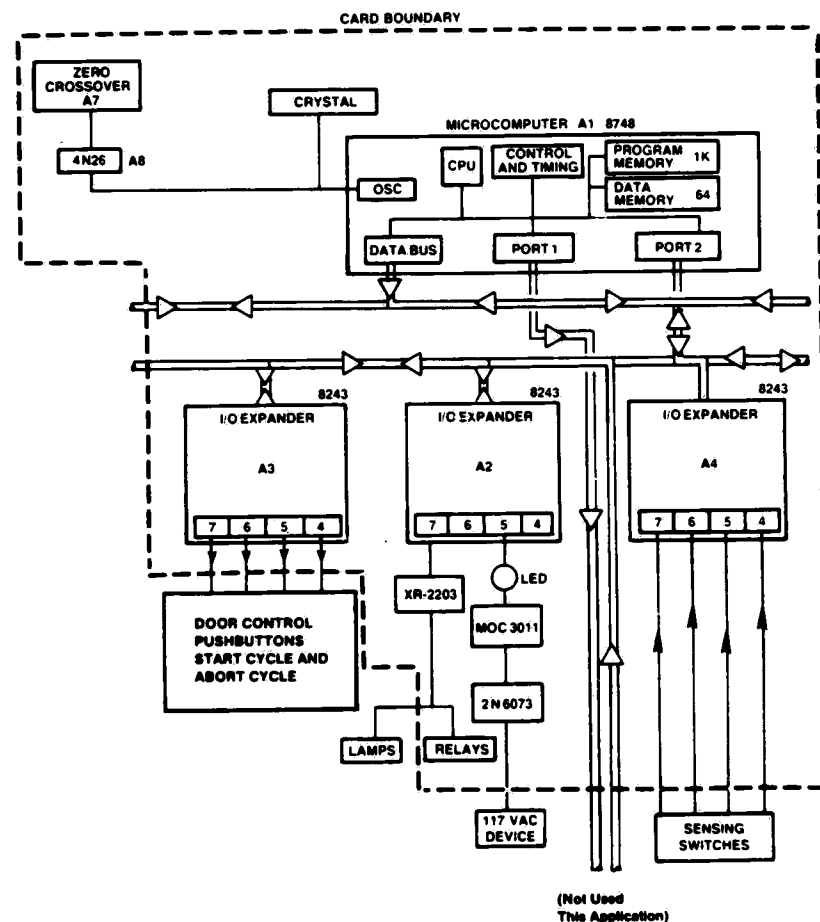 CARD BOUNDARY
ZERO
CROSSOVER
A7
4N26
A8
CRYSTAL
MICROCOMPUTER A1 8748
OSC
CPU
CONTROL
AND TIMING
PROGRAM
MEMORY 1K
DATA
MEMORY 64
DATA BUS
PORT 1
PORT 2
8243
I/O EXPANDER
A3
7 6 5 4
8243
I/O EXPANDER
A2
7 6 5 4
8243
I/O EXPANDER
A4
7 6 5 4
DOOR CONTROL
PUSHBUTTONS
START CYCLE AND
ABORT CYCLE
XR-2203
LAMPS
RELAYS
LED
MOC 3011
2N6073
117 VAC
DEVICE
SENSING
SWITCHES
(Not Used
This Application)